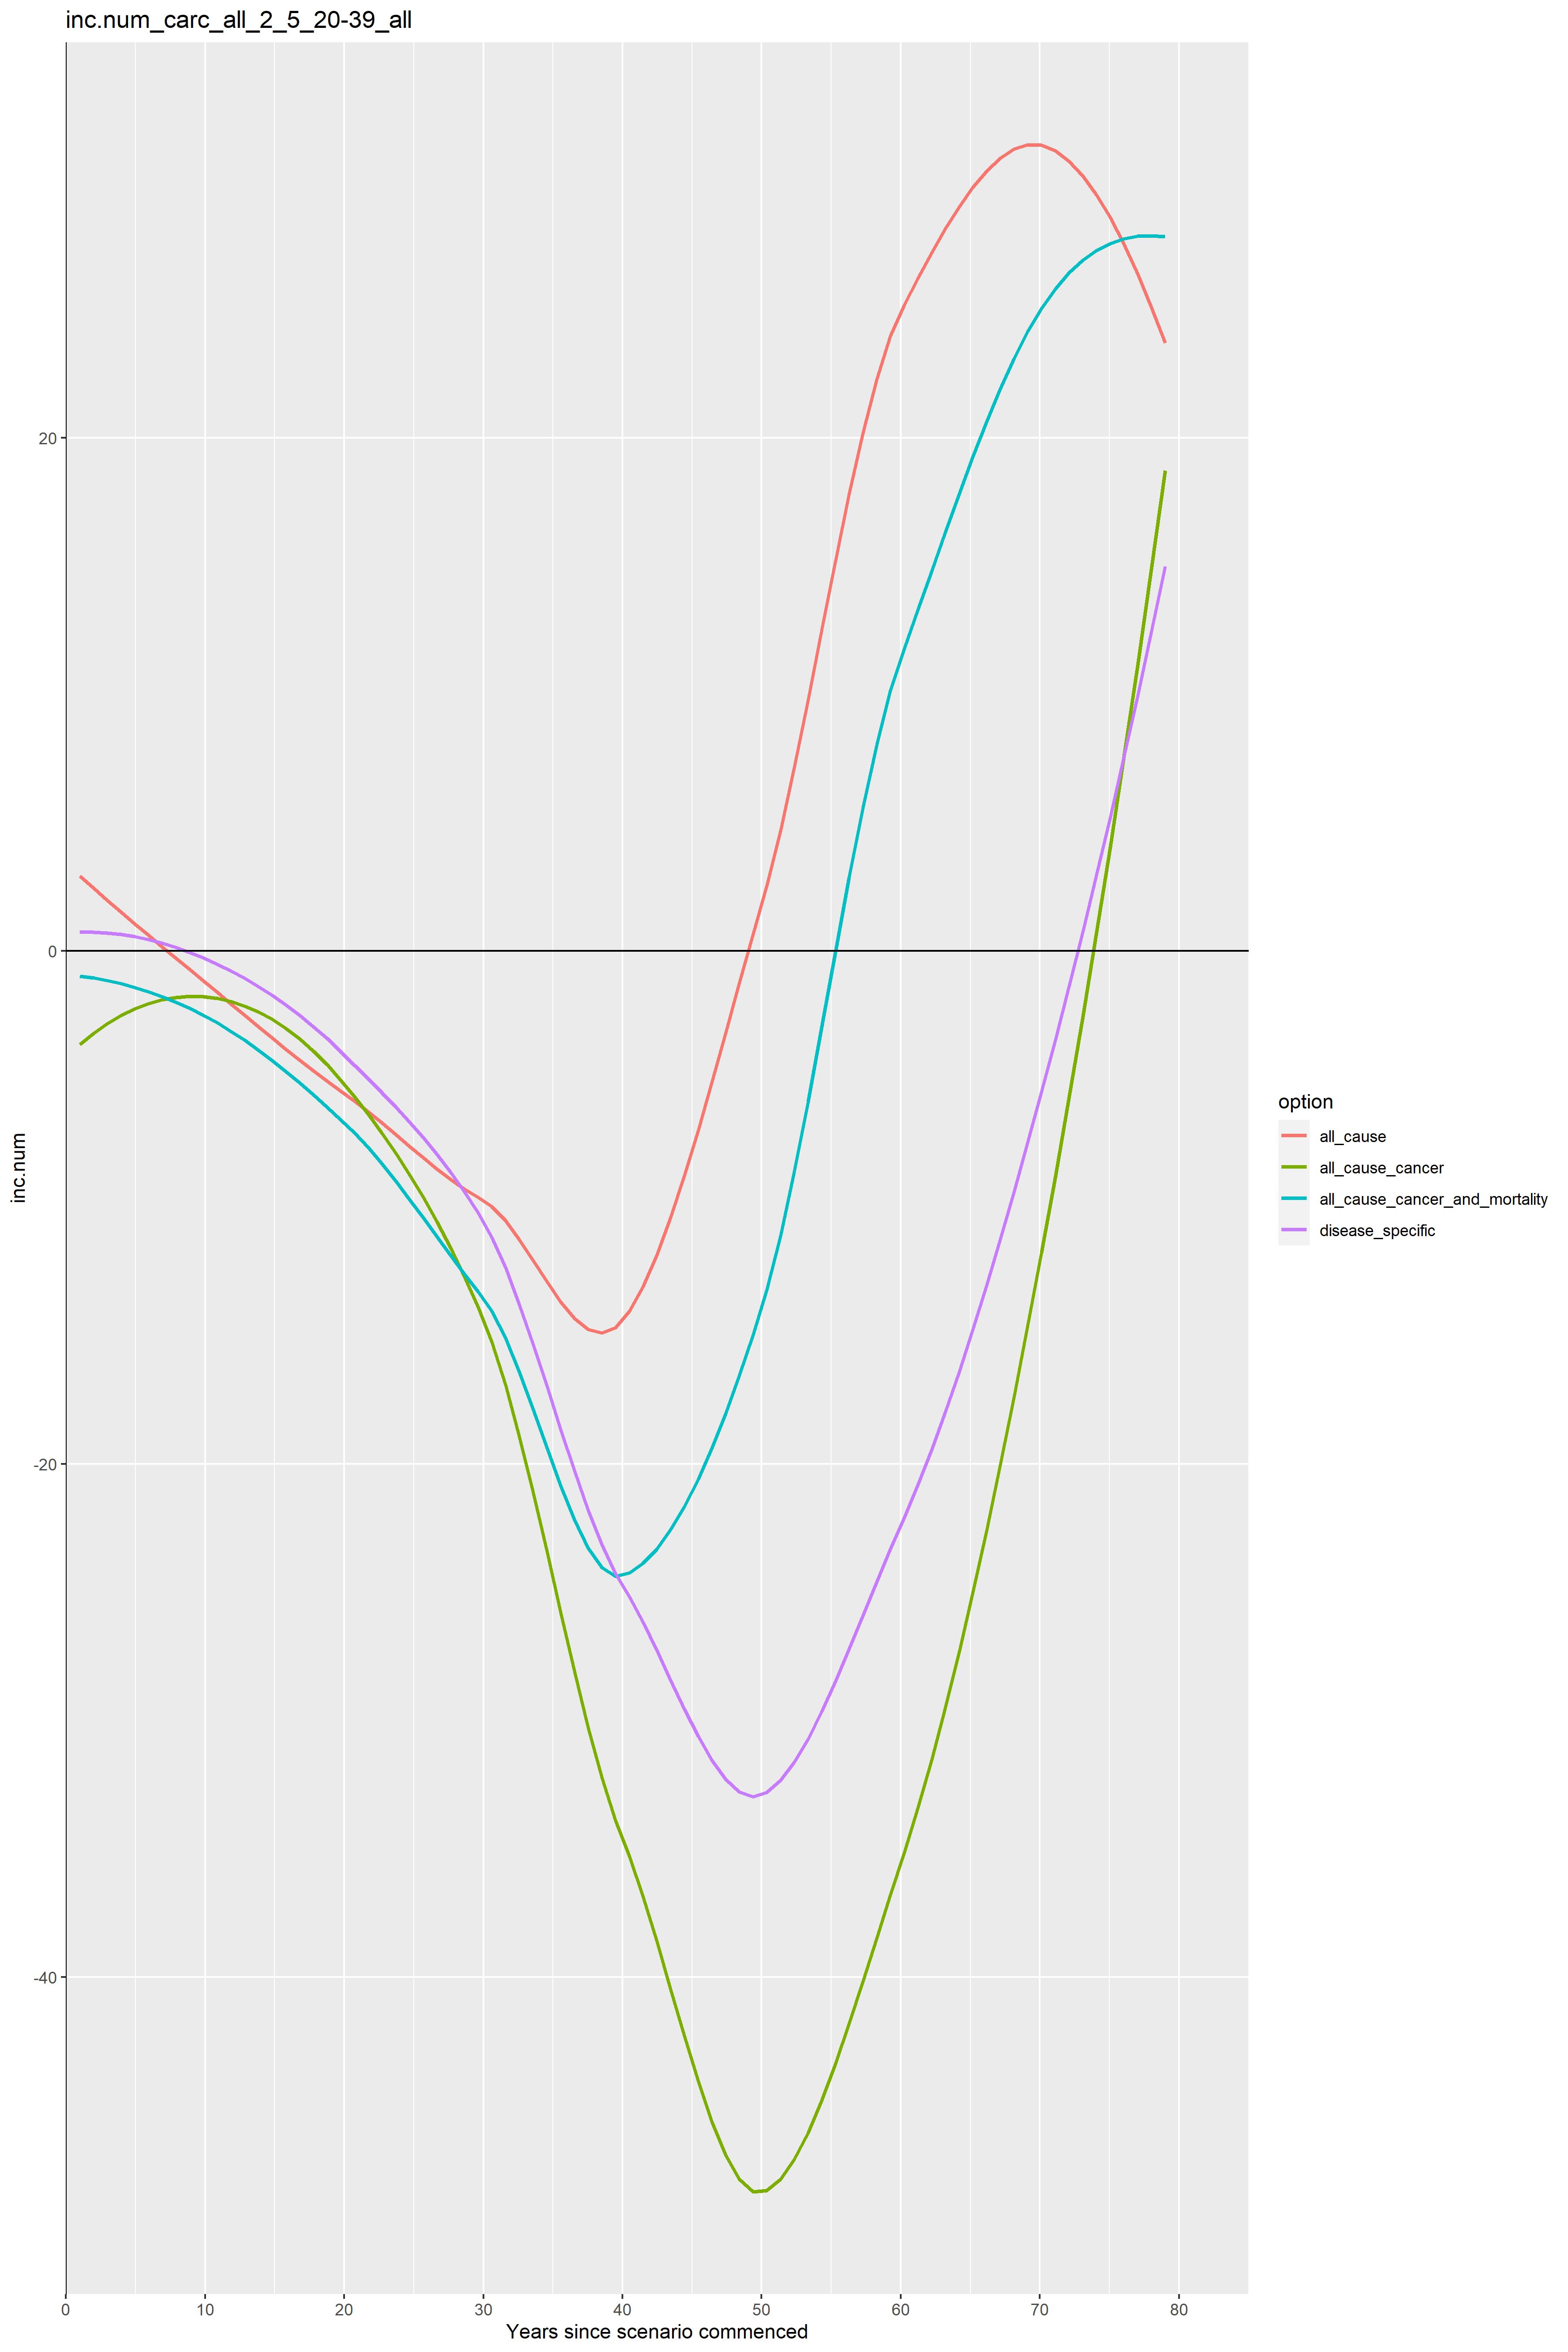 inc.num_carc_all_2_5_20-39_all
20
0
-20
-40
inc.num
0 10 20 30 40 50 60 70 80
Years since scenario commenced
option
all_cause
all_cause_cancer
all_cause_cancer_and_mortality
disease_specific